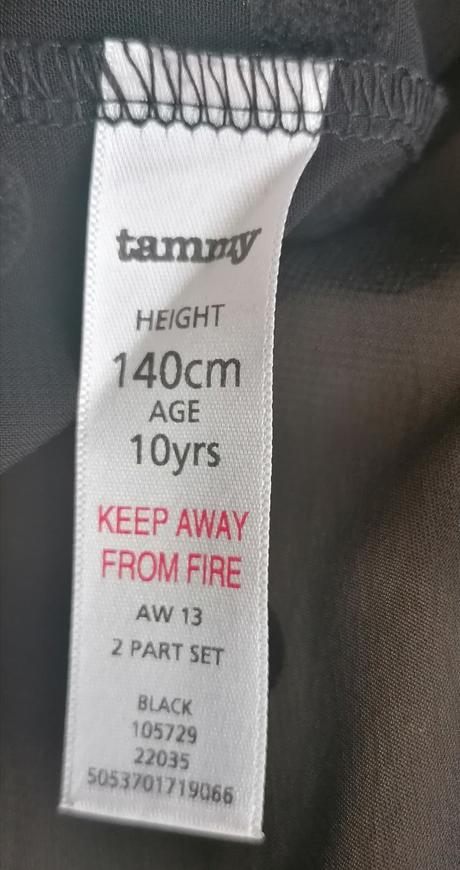 tammy
HEIGHT
140cm
AGE
10yrs
KEEP AWAY
FROM FIRE
AW 13
2 PART SET
BLACK
105729
22035
5053701719066